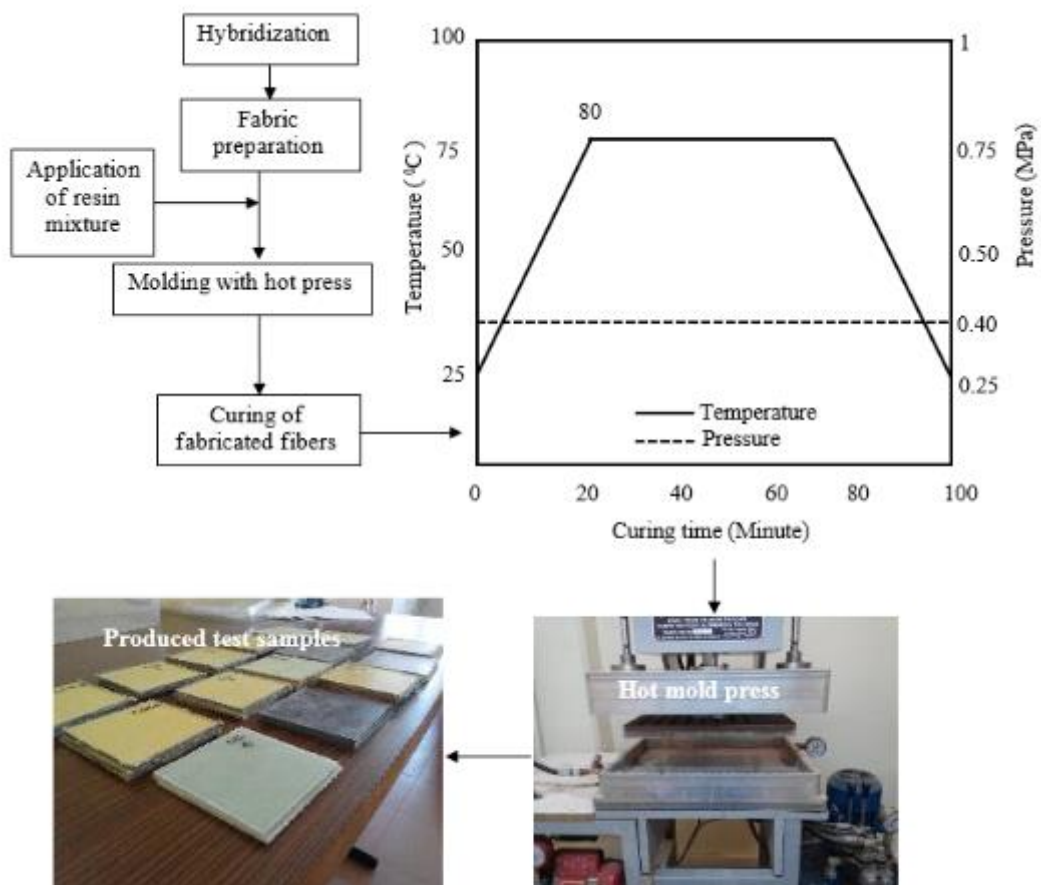 Hybridization
Fabric
preparation
Application
of resin
mixture
Molding with hot press
Curing of
fabricated fibers
100
75
50
25
Temperature (⁰C)
80
1
0.75
0.50
0.40
0.25
Pressure (MPa)
Temperature
Pressure
0 20 40 60 80 100
Curing time (Minute)
Produced test samples
Hot mold press